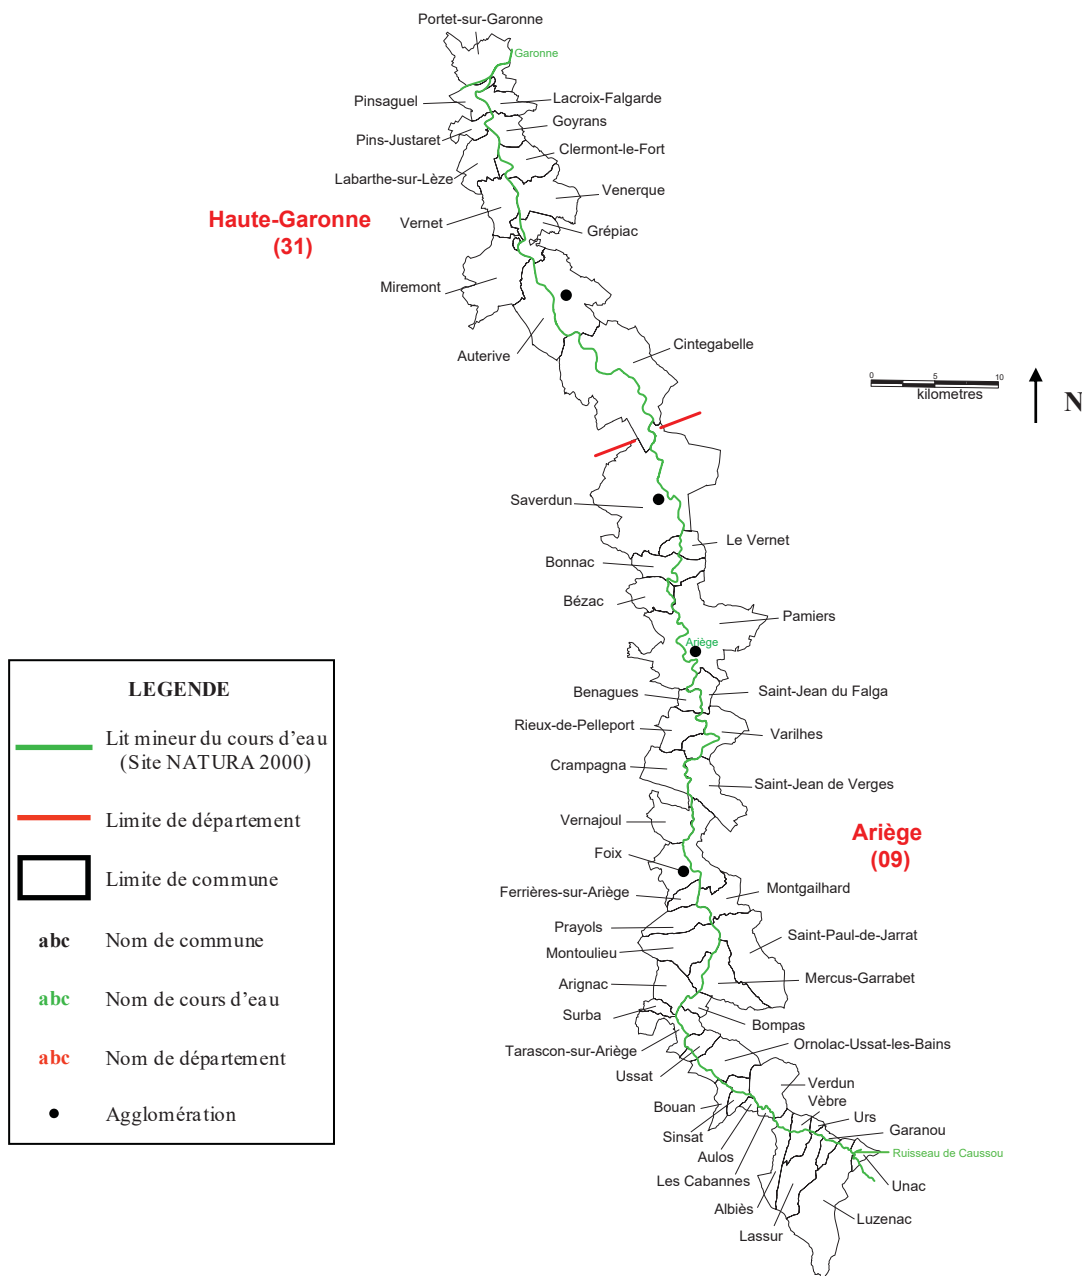 Portet-sur-Garonne
Garonne
Pinsaguel
Lacroix-Falgarde
Goyrans
Pins-Justaret
Clermont-le-Fort
Labarthe-sur-Lèze
Venerque
Haute-Garonne
(31)
Vernet
Grépiac
Miremont
Auterive
Cintegabelle
0 5 10
kilometres
N
Saverdun
Le Vernet
Bonnac
Bézac
Pamiers
Ariège
Benagues
Saint-Jean du Falga
Rieux-de-Pelleport
Varilhes
Crampagna
Saint-Jean de Verges
Vernajoul
Ariège
(09)
Foix
Ferrières-sur-Ariège
Montgailhard
Prayols
Saint-Paul-de-Jarrat
Montoulieu
Arignac
Mercus-Garrabet
Surba
Bompas
Tarascon-sur-Ariège
Ornolac-Ussat-les-Bains
Ussat
Verdun
Bouan
Vèbre
Urs
Sinsat
Garanou
Aulos
Ruisseau de Caussou
Les Cabannes
Unac
Albiès
Luzenac
Lassur
LEGENDE
Lit mineur du cours d'eau
(Site NATURA 2000)
Limite de département
Limite de commune
abc Nom de commune
abc Nom de cours d'eau
abc Nom de département
Agglomération